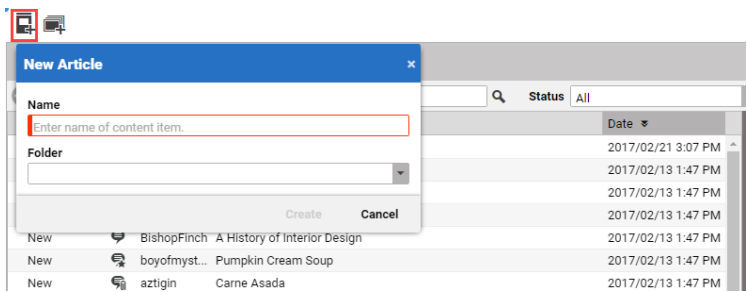 New Article ×
Name
Enter name of content item.
Folder
Create Cancel
Status All
Date
2017/02/21 3:07 PM
2017/02/13 1:47 PM
2017/02/13 1:47 PM
2017/02/13 1:47 PM
New BishopFinch A History of Interior Design 2017/02/13 1:47 PM
New boyofmyst... Pumpkin Cream Soup 2017/02/13 1:47 PM
New aztigin Carne Asada 2017/02/13 1:47 PM